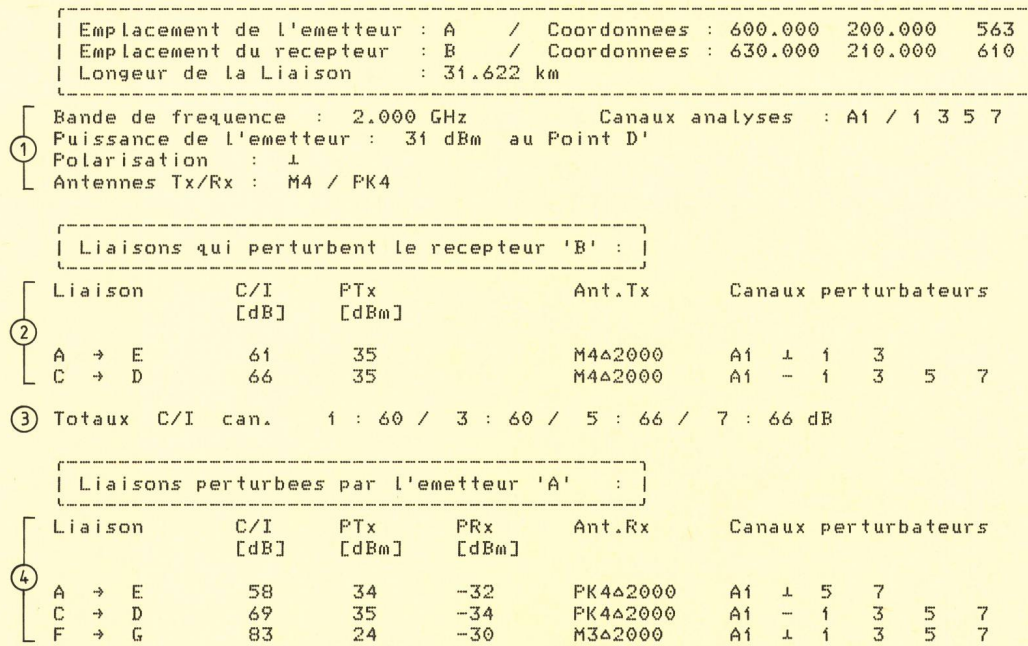 | Emplacement de l'emetteur : A / Coordonnees : 600.000 200.000 563
| Emplacement du recepteur : B / Coordonnees : 630.000 210.000 610
| Longeur de la Liaison : 31.622 km
① Bande de frequence : 2.000 GHz Canaux analyses : A1 / 1 3 5 7
Puissance de l'emetteur : 31 dBm au Point D'
Polarisation : ⊥
Antennes Tx/Rx : M4 / PK4
| Liaisons qui perturbent le recepteur 'B' : |
② Liaison C/I PTx Ant.Tx Canaux perturbateurs
[dB] [dBm]
A → E 61 35 M4△2000 A1 ⊥ 1 3
C → D 66 35 M4△2000 A1 – 1 3 5 7
③ Totaux C/I can. 1 : 60 / 3 : 60 / 5 : 66 / 7 : 66 dB
| Liaisons perturbees par l'emetteur 'A' : |
④ Liaison C/I PTx PRx Ant.Rx Canaux perturbateurs
[dB] [dBm] [dBm]
A → E 58 34 -32 PK4△2000 A1 ⊥ 5 7
C → D 69 35 -34 PK4△2000 A1 – 1 3 5 7
F → G 83 24 -30 M3△2000 A1 ⊥ 1 3 5 7